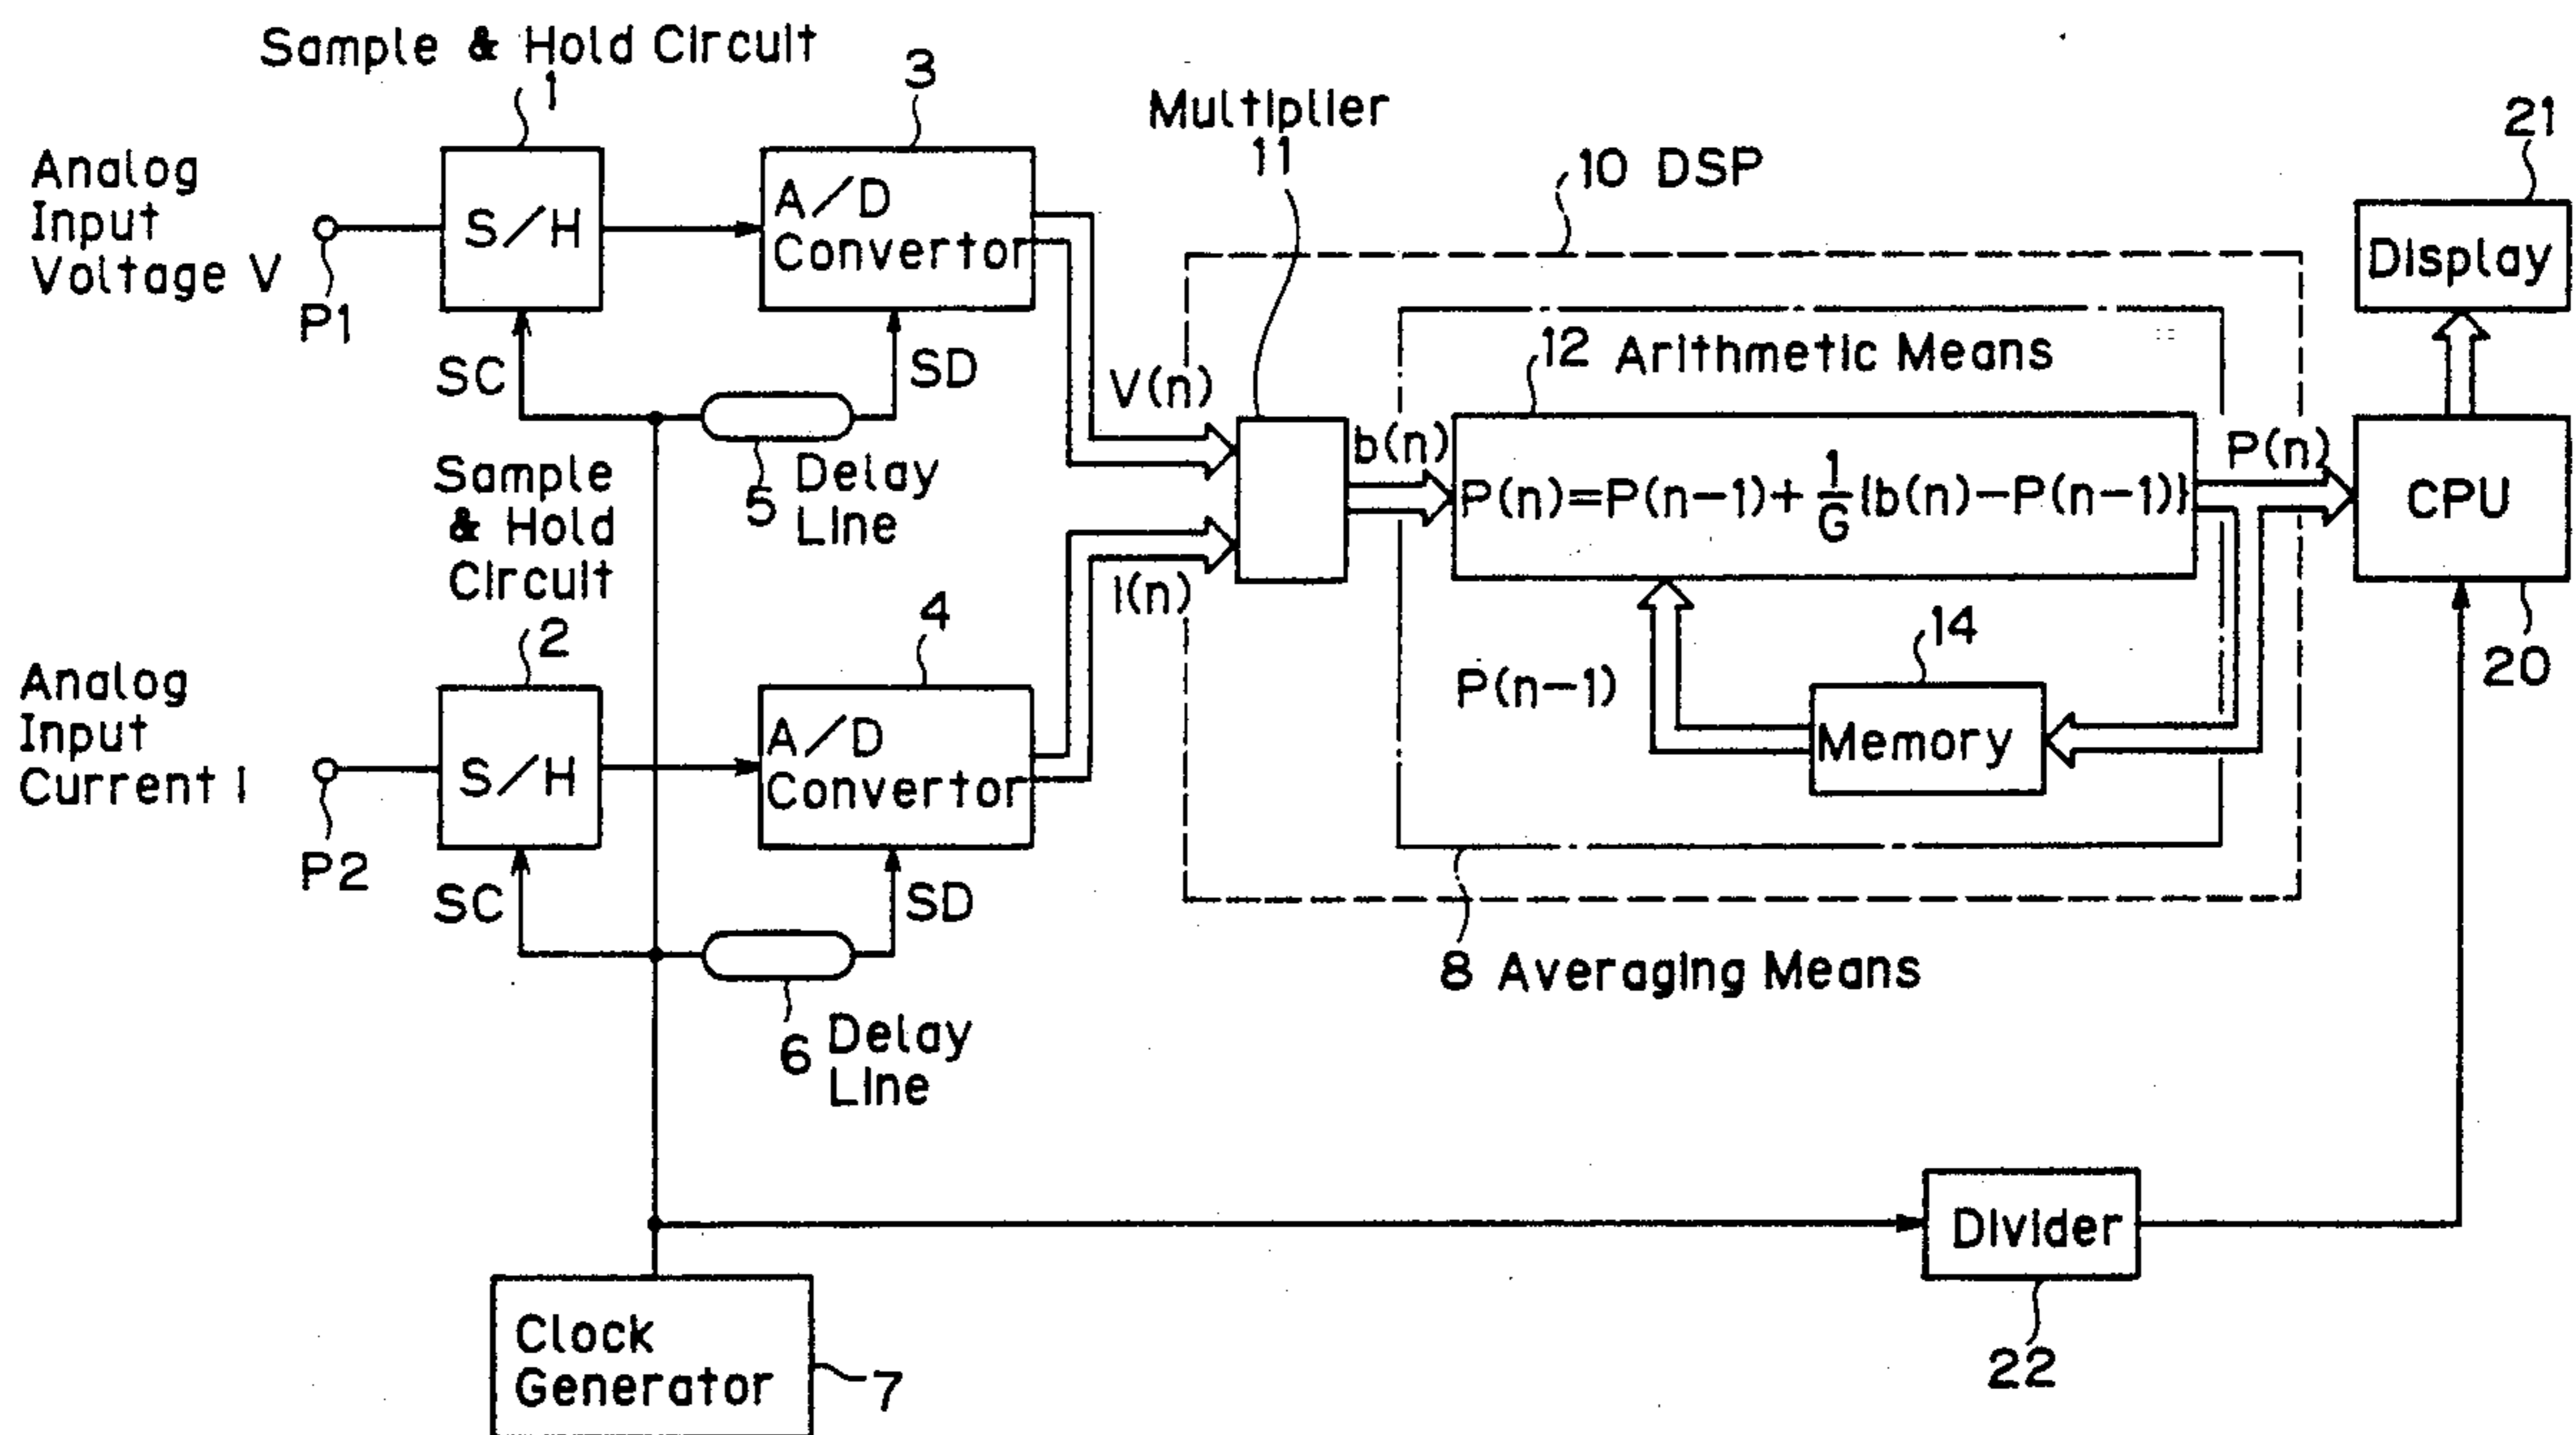 Sample & Hold Circuit
1
3
Multiplier
11
10 DSP
21
Analog
Input
Voltage V
P1
S/H
A/D
Convertor
Display
SC
SD
V(n)
12 Arithmetic Means
b(n)
P(n)=P(n-1)+\frac{1}{G}{b(n)-P(n-1)}
P(n)
CPU
20
5
Delay
Line
Sample
& Hold
Circuit
2
4
I(n)
Analog
Input
Current I
P2
S/H
A/D
Convertor
P(n-1)
14
Memory
SC
SD
8 Averaging Means
6
Delay
Line
Divider
22
Clock
Generator
7